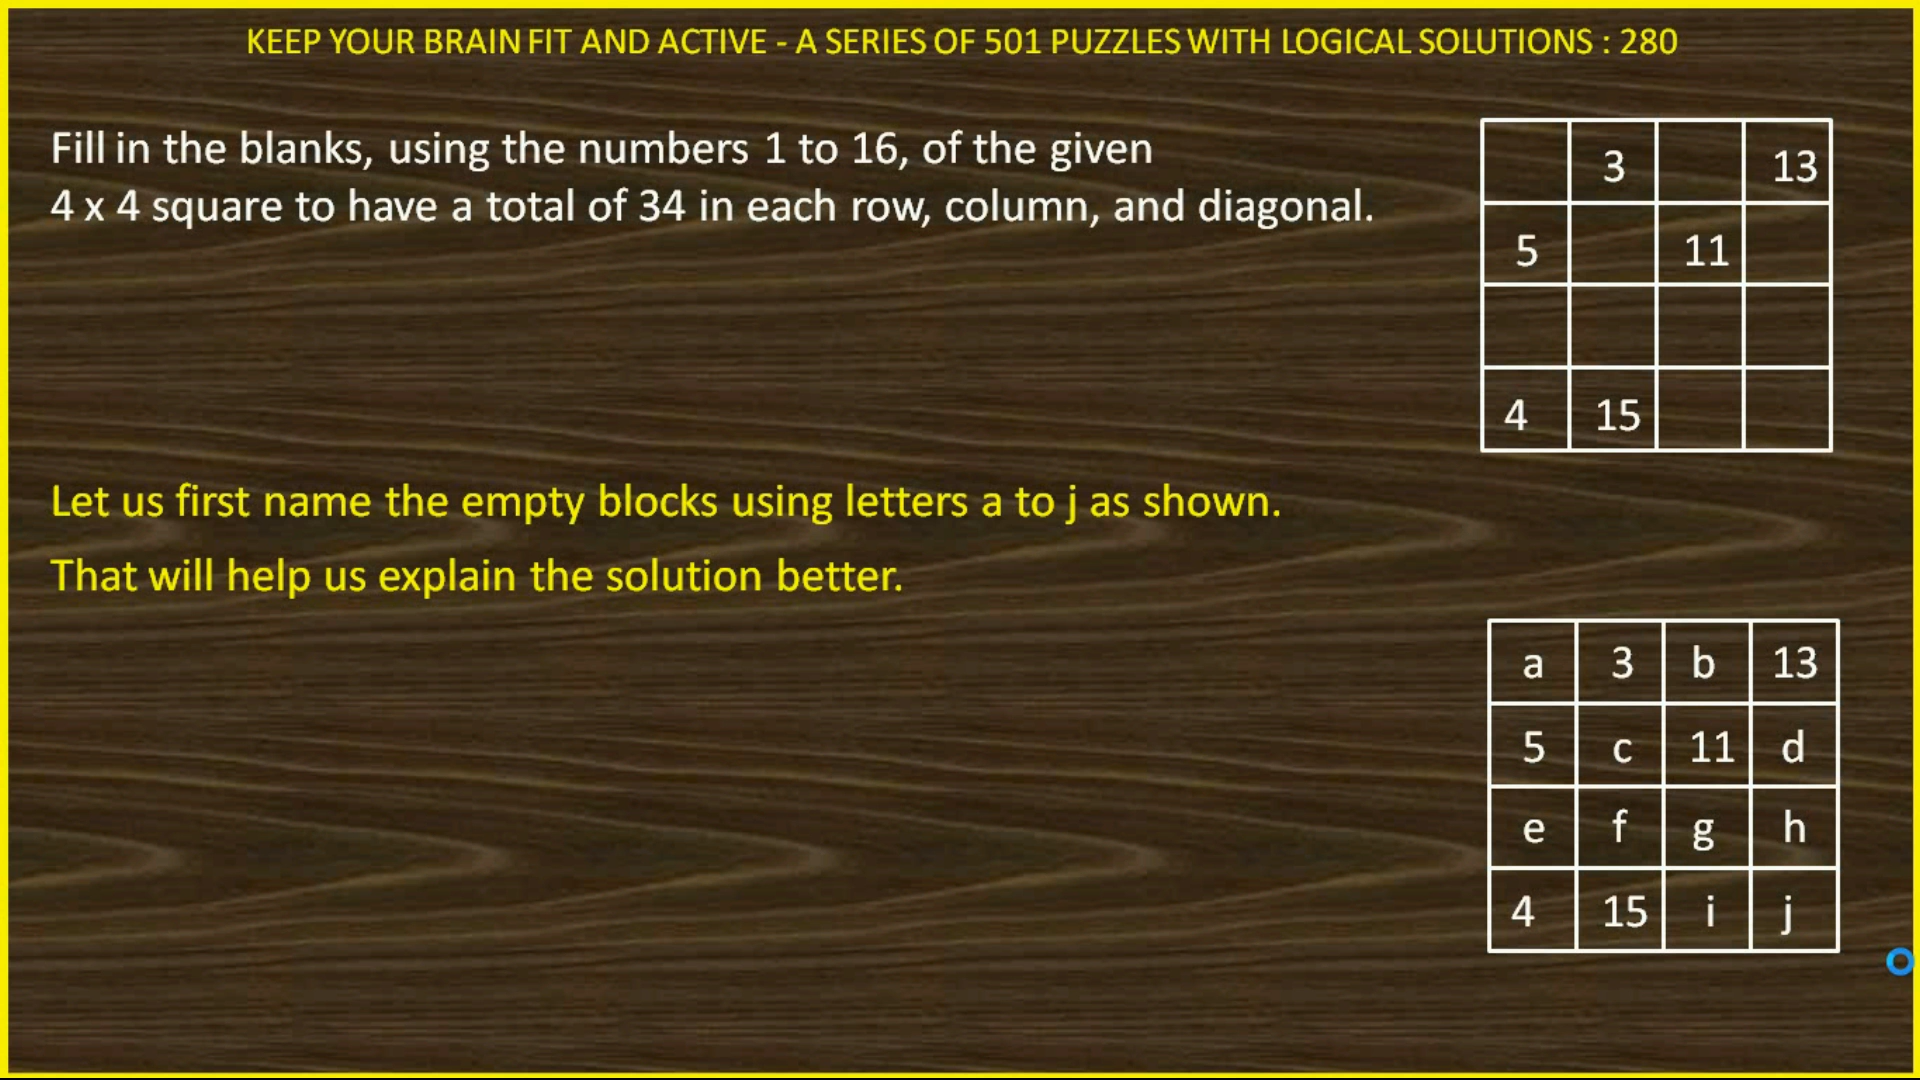 KEEP YOUR BRAIN FIT AND ACTIVE - A SERIES OF 501 PUZZLES WITH LOGICAL SOLUTIONS : 280
Fill in the blanks, using the numbers 1 to 16, of the given
4 x 4 square to have a total of 34 in each row, column, and diagonal.
3 13
5 11
4 15
Let us first name the empty blocks using letters a to j as shown.
That will help us explain the solution better.
a 3 b 13
5 c 11 d
e f g h
4 15 i j